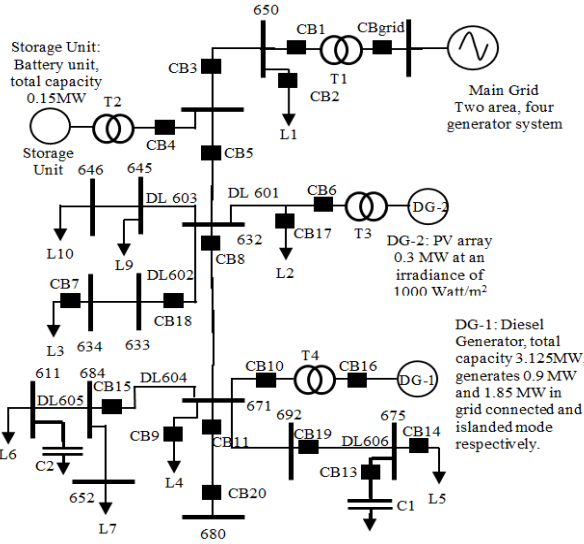 650
CB1
CBgrid
Storage Unit:
Battery unit,
total capacity
0.15MW
CB3
T1
CB2
Main Grid
Two area, four
generator system
T2
CB4
L1
Storage
Unit
CB5
646
645
DL 603
DL 601
CB6
DG-2
632
CB17
T3
CB8
L10
L9
L2
DG-2: PV array
0.3 MW at an
irradiance of
1000 Watt/m²
CB7
DL602
CB18
L3
634
633
DG-1: Diesel
Generator, total
capacity 3.125MW,
generates 0.9 MW
and 1.85 MW in
grid connected and
islanded mode
respectively.
T4
CB10
CB16
DG-1
611
684
CB15
DL604
671
DL605
692
675
CB14
CB9
CB11
CB19
DL606
L6
C2
L4
CB13
L5
652
CB20
C1
L7
680